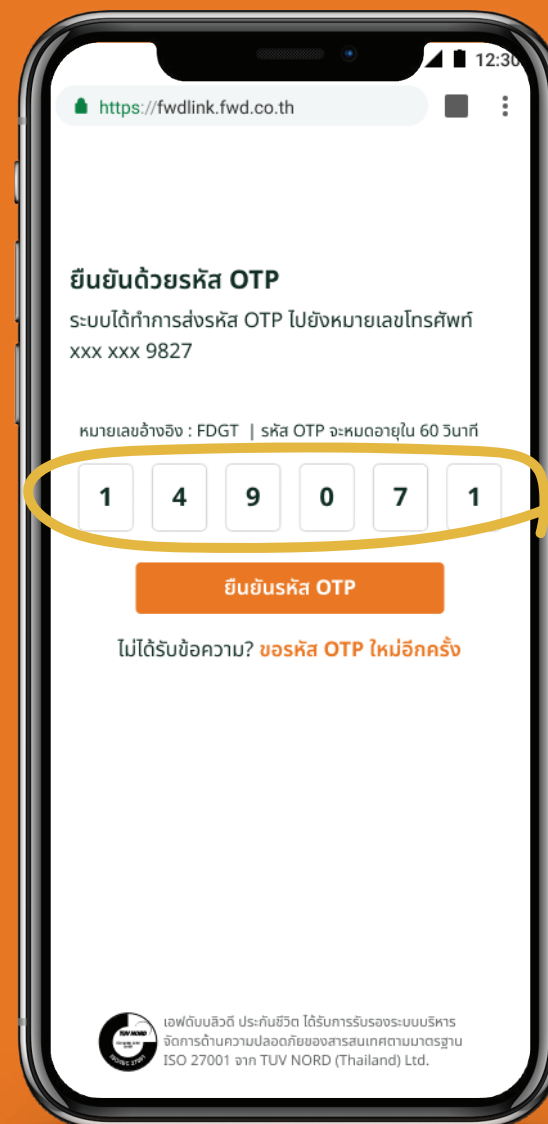 12:30
https://fwdlink.fwd.co.th
ยืนยันด้วยรหัส OTP
ระบบได้ทำการส่งรหัส OTP ไปยังหมายเลขโทรศัพท์
xxx xxx 9827
หมายเลขอ้างอิง : FDGT | รหัส OTP จะหมดอายุใน 60 วินาที
1 4 9 0 7 1
ยืนยันรหัส OTP
ไม่ได้รับข้อความ? ขอรหัส OTP ใหม่อีกครั้ง
TUV NORD
ISO/IEC 27001
เอฟดับบลิวดี ประกันชีวิต ได้รับการรับรองระบบบริหาร
จัดการด้านความปลอดภัยของสารสนเทศตามมาตรฐาน
ISO 27001 จาก TUV NORD (Thailand) Ltd.